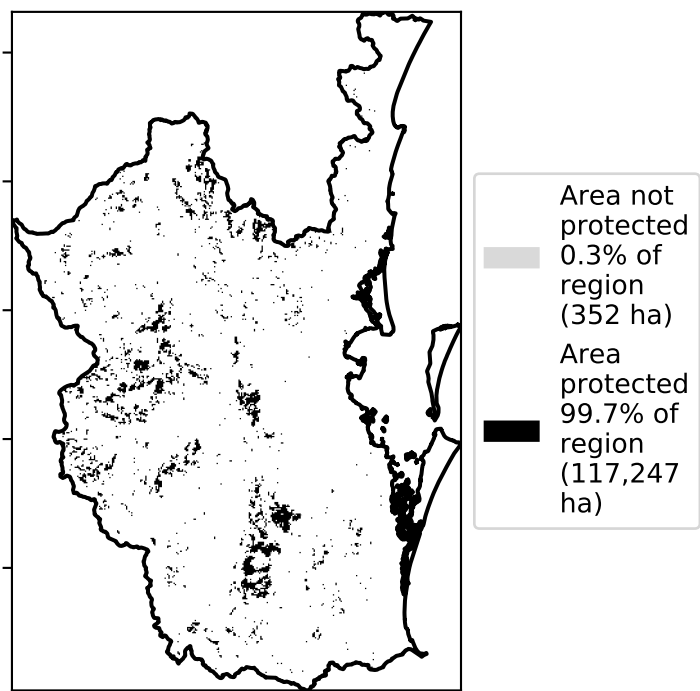 Area not
protected
0.3% of
region
(352 ha)
Area
protected
99.7% of
region
(117,247
ha)